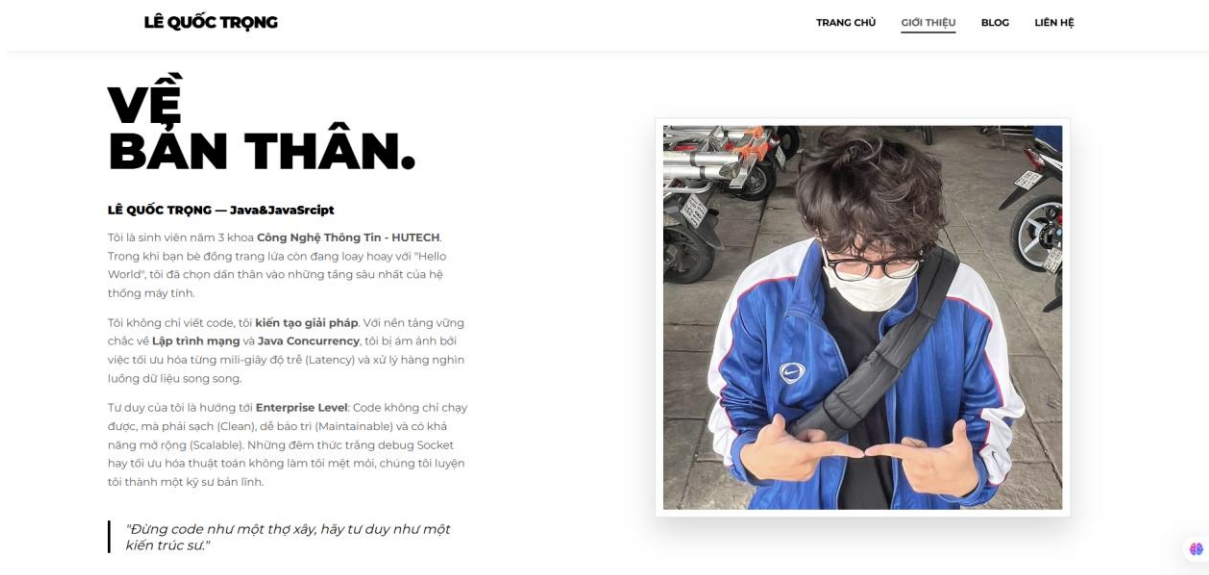 LÊ QUỐC TRỌNG
TRANG CHỦ GIỚI THIỆU BLOG LIÊN HỆ
VỀ
BẢN THÂN.
LÊ QUỐC TRỌNG — Java&JavaSrcipt
Tôi là sinh viên năm 3 khoa Công Nghệ Thông Tin - HUTECH.
Trong khi bạn bè đồng trang lứa còn đang loay hoay với "Hello
World", tôi đã chọn dấn thân vào những tầng sâu nhất của hệ
thống máy tính.
Tôi không chỉ viết code, tôi kiến tạo giải pháp. Với nền tảng vững
chắc về Lập trình mạng và Java Concurrency, tôi bị ám ảnh bởi
việc tối ưu hóa từng mili-giây độ trễ (Latency) và xử lý hàng nghìn
luồng dữ liệu song song.
Tư duy của tôi là hướng tới Enterprise Level: Code không chỉ chạy
được, mà phải sạch (Clean), dễ bảo trì (Maintainable) và có khả
năng mở rộng (Scalable). Những đêm thức trắng debug Socket
hay tối ưu hóa thuật toán không làm tôi mệt mỏi, chúng tôi luyện
tôi thành một kỹ sư bản lĩnh.
"Đừng code như một thợ xây, hãy tư duy như một
kiến trúc sư."